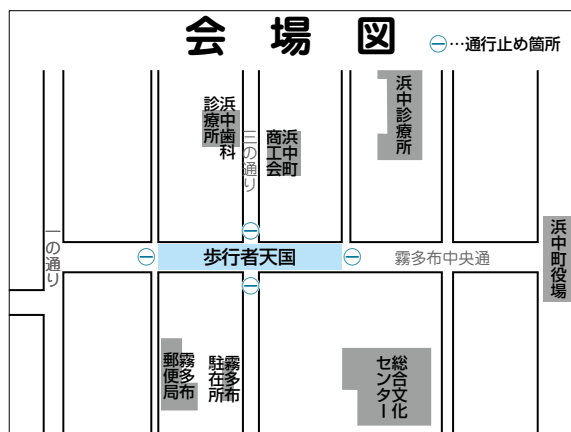 会場図
⊖…通行止め箇所
浜中歯科
診療所
三の通り
浜中町
商工会
浜中診療所
一の通り
歩行者天国
霧多布中央通
浜中町役場
霧多布
郵便局
霧多布
駐在所
総合文化
センター